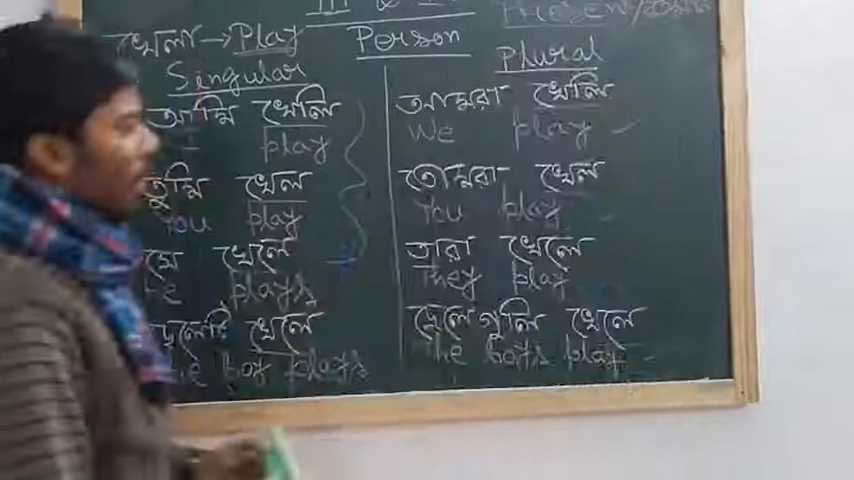 খেলা → Play
Person
Singular
Plural
আমি খেলি
I play
তুমি খেল
You play
সে খেলে
He plays
ছেলেটি খেলে
The boy plays
আমরা খেলি
We play
তোমরা খেল
You play
তারা খেলে
They play
ছেলেগুলি খেলে
The boys play